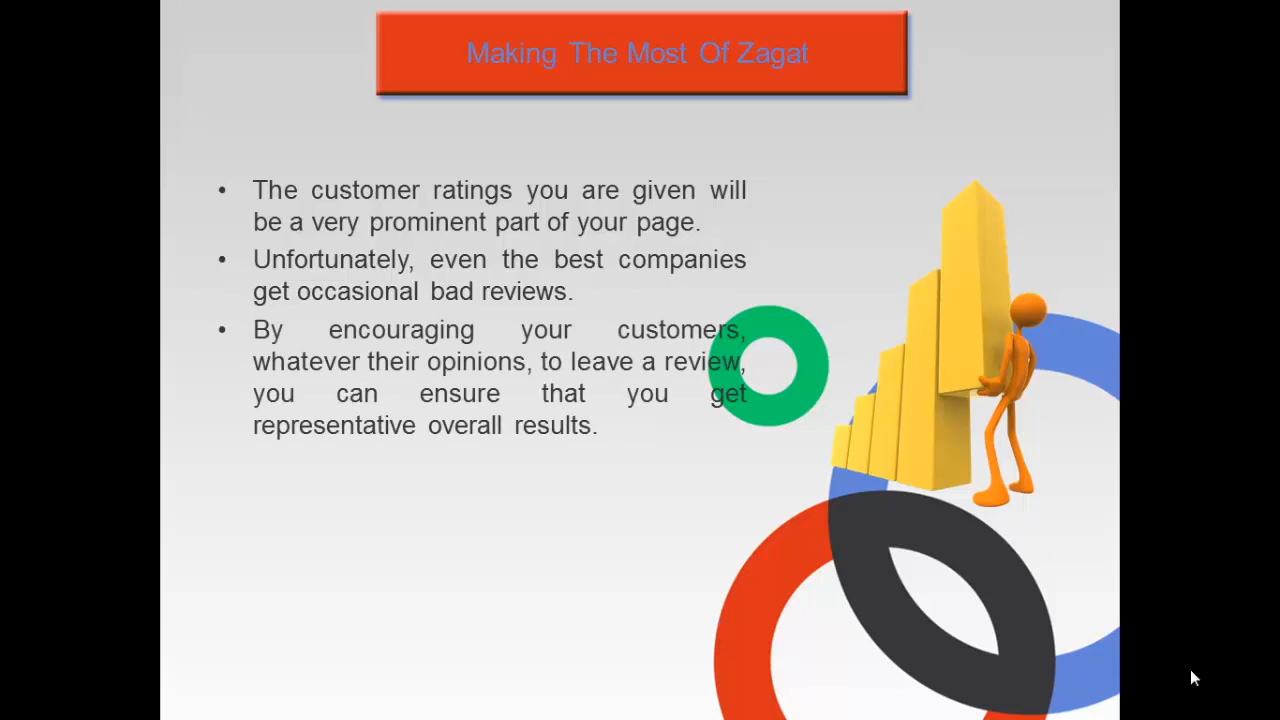 Making The Most Of Zagat
• The customer ratings you are given will
be a very prominent part of your page.
• Unfortunately, even the best companies
get occasional bad reviews.
• By encouraging your customers,
whatever their opinions, to leave a review,
you can ensure that you get
representative overall results.